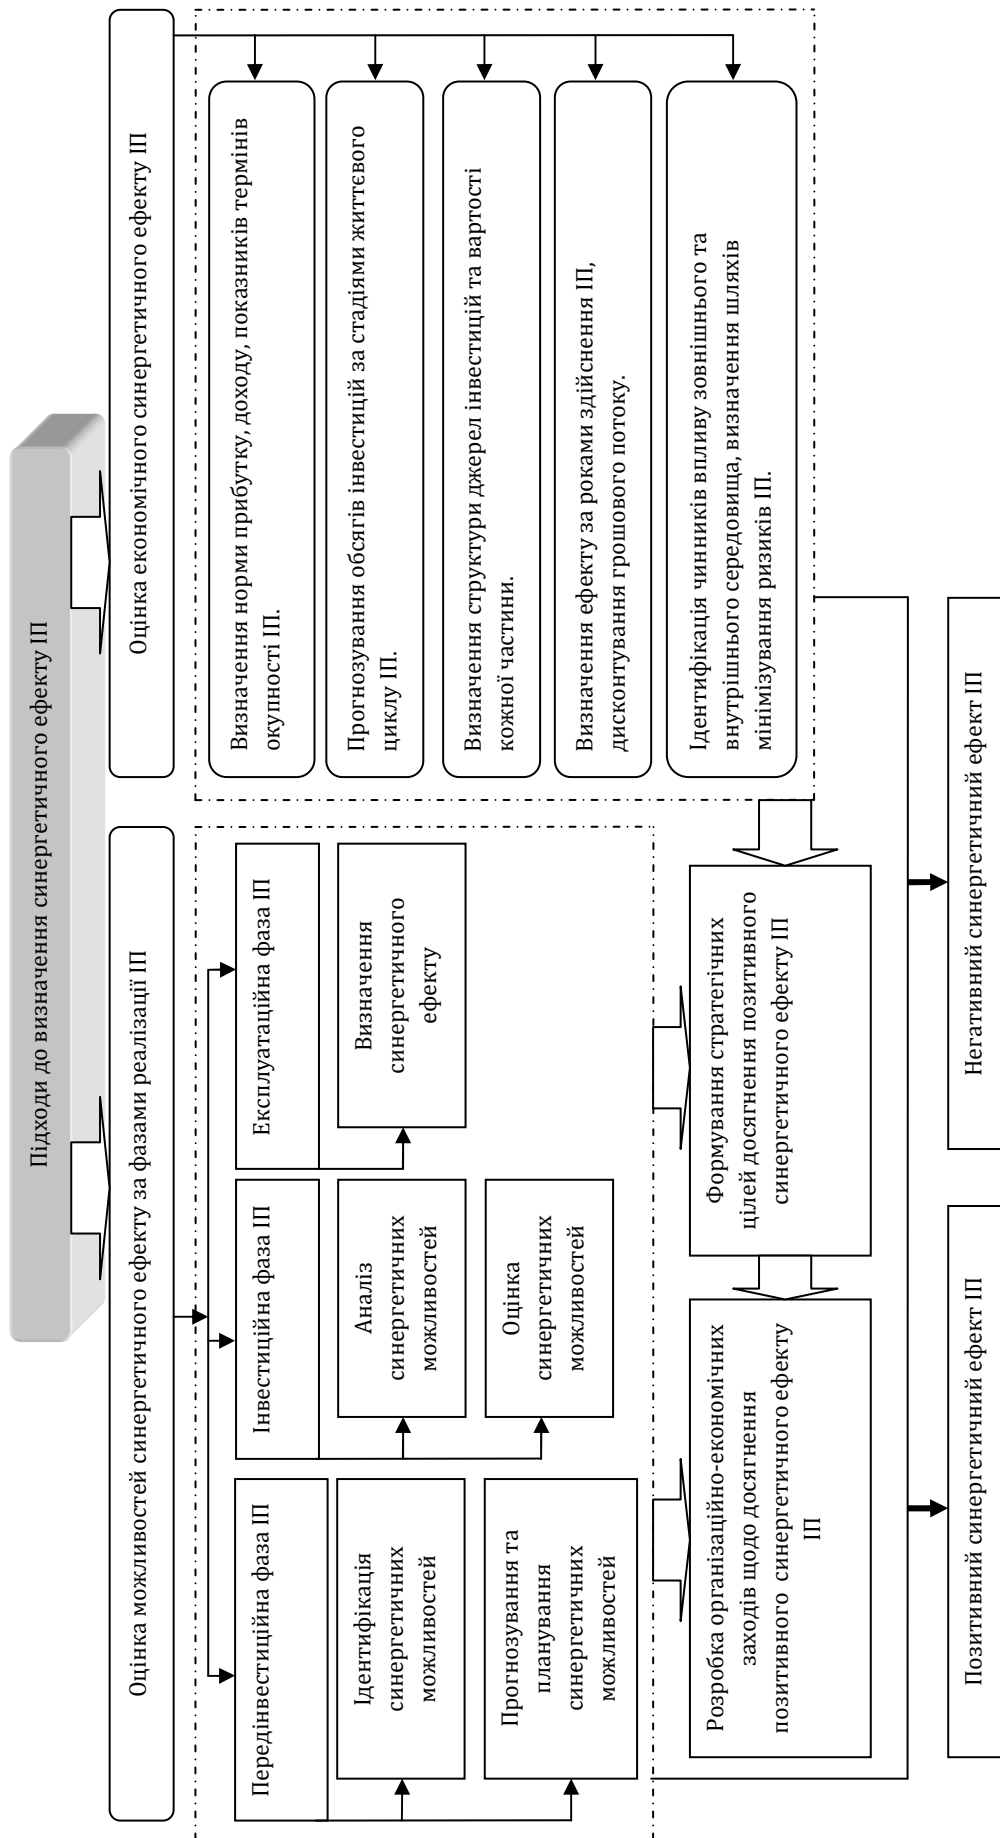 Підходи до визначення синергетичного ефекту ІП
Оцінка можливостей синергетичного ефекту за фазами реалізації ІП
Оцінка економічного синергетичного ефекту ІП
Передінвестиційна фаза ІП
Ідентифікація
синергетичних
можливостей
Прогнозування та
планування
синергетичних
можливостей
Інвестиційна фаза ІП
Аналіз
синергетичних
можливостей
Оцінка
синергетичних
можливостей
Експлуатаційна фаза ІП
Визначення
синергетичного
ефекту
Визначення норми прибутку, доходу, показників термінів
окупності ІП.
Прогнозування обсягів інвестицій за стадіями життєвого
циклу ІП.
Визначення структури джерел інвестицій та вартості
кожної частини.
Визначення ефекту за роками здійснення ІП,
дисконтування грошового потоку.
Ідентифікація чинників впливу зовнішнього та
внутрішнього середовища, визначення шляхів
мінімізування ризиків ІП.
Розробка організаційно-економічних
заходів щодо досягнення
позитивного синергетичного ефекту
ІП
Формування стратегічних
цілей досягнення позитивного
синергетичного ефекту ІП
Позитивний синергетичний ефект ІП
Негативний синергетичний ефект ІП